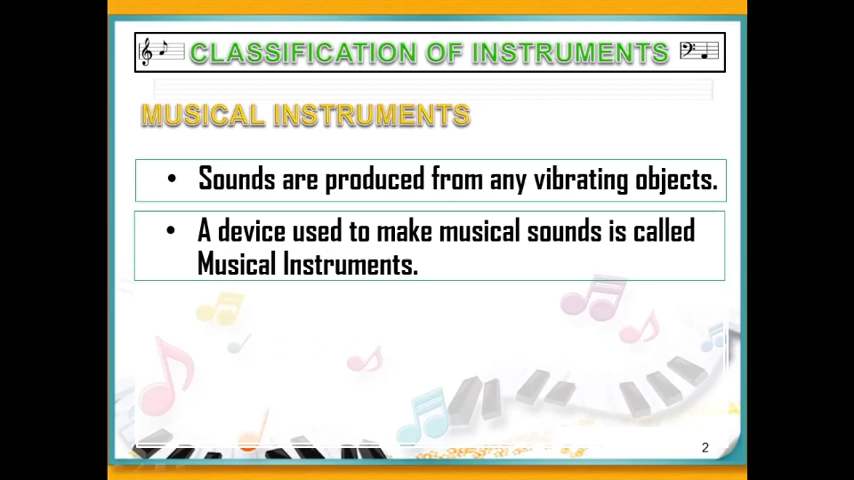 CLASSIFICATION OF INSTRUMENTS
MUSICAL INSTRUMENTS
• Sounds are produced from any vibrating objects.
• A device used to make musical sounds is called
Musical Instruments.
2